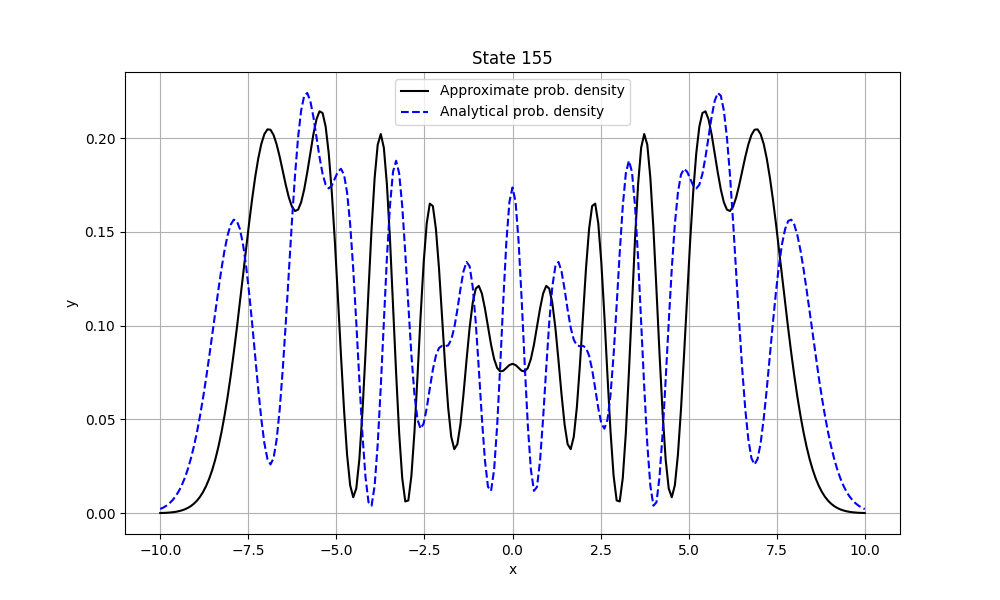 State 155
Approximate prob. density
Analytical prob. density
y
0.20
0.15
0.10
0.05
0.00
−10.0 −7.5 −5.0 −2.5 0.0 2.5 5.0 7.5 10.0
x